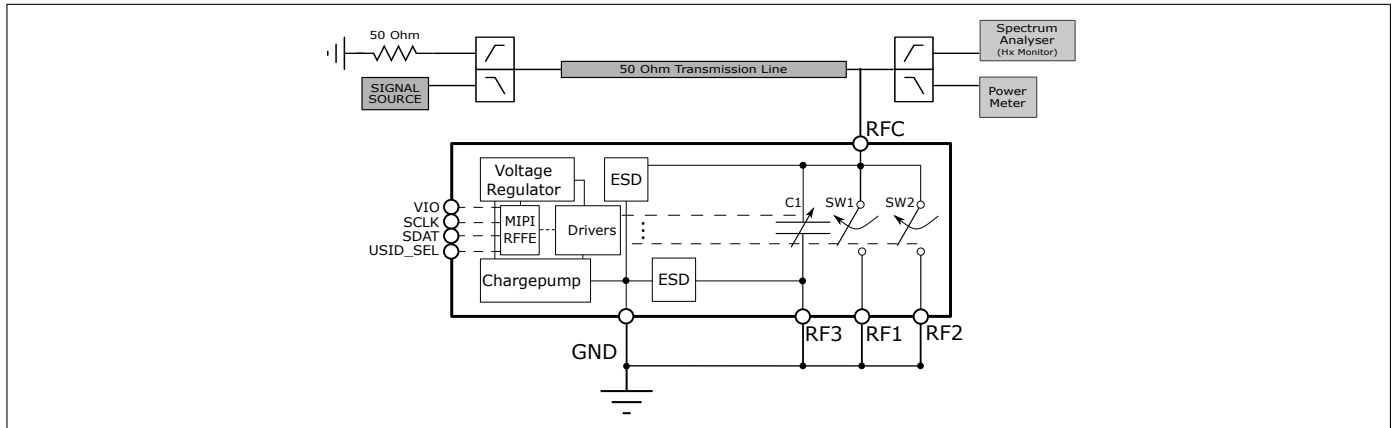 50 Ohm
SIGNAL
SOURCE
50 Ohm Transmission Line
Spectrum
Analyser
(Hx Monitor)
Power
Meter
RFC
Voltage
Regulator
ESD
VIO
SCLK
SDAT
USID_SEL
MIPI
RFFE
Drivers
C1
SW1
SW2
Chargepump
ESD
GND
RF3
RF1
RF2